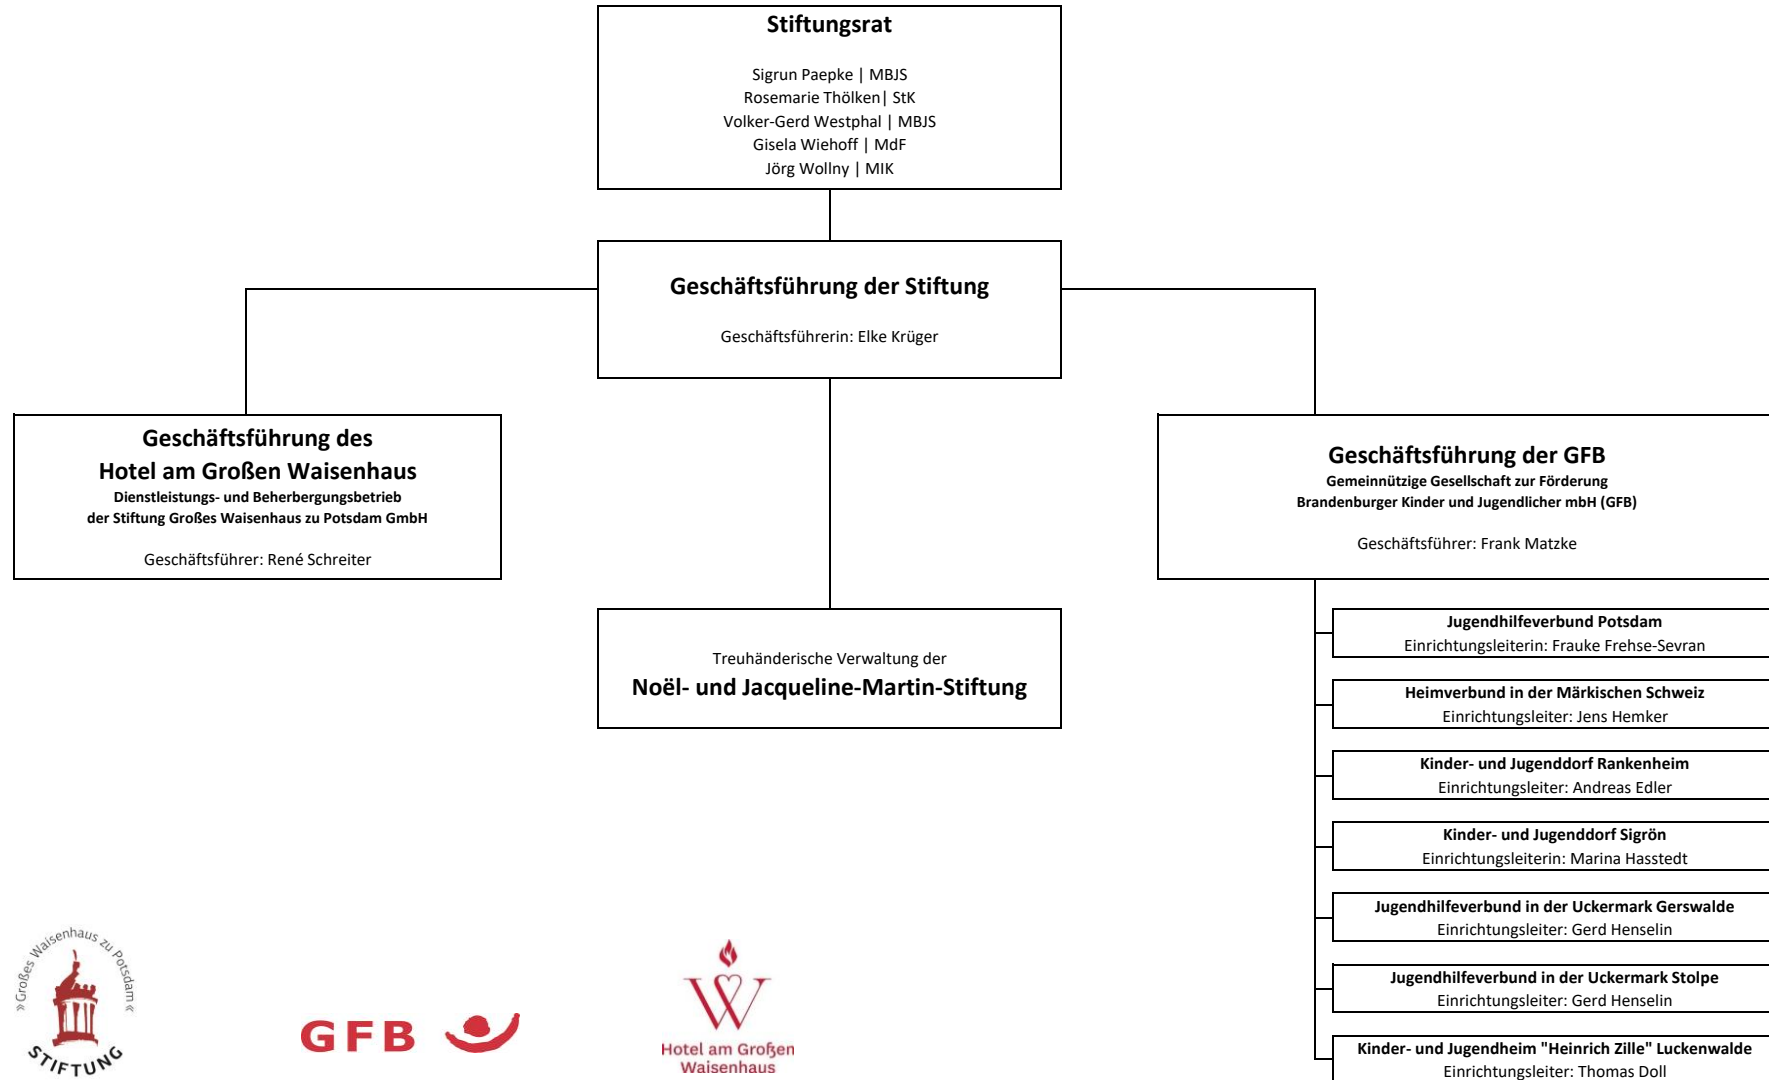 Stiftungsrat
Sigrun Paepke | MBJS
Rosemarie Thölken| StK
Volker-Gerd Westphal | MBJS
Gisela Wiehoff | MdF
Jörg Wollny | MIK
Geschäftsführung der Stiftung
Geschäftsführerin: Elke Krüger
Geschäftsführung des
Hotel am Großen Waisenhaus
Dienstleistungs- und Beherbergungsbetrieb
der Stiftung Großes Waisenhaus zu Potsdam GmbH
Geschäftsführer: René Schreiter
Geschäftsführung der GFB
Gemeinnützige Gesellschaft zur Förderung
Brandenburger Kinder und Jugendlicher mbH (GFB)
Geschäftsführer: Frank Matzke
Treuhänderische Verwaltung der
Noël- und Jacqueline-Martin-Stiftung
Jugendhilfeverbund Potsdam
Einrichtungsleiterin: Frauke Frehse-Sevran
Heimverbund in der Märkischen Schweiz
Einrichtungsleiter: Jens Hemker
Kinder- und Jugenddorf Rankenheim
Einrichtungsleiter: Andreas Edler
Kinder- und Jugenddorf Sigrön
Einrichtungsleiterin: Marina Hasstedt
Jugendhilfeverbund in der Uckermark Gerswalde
Einrichtungsleiter: Gerd Henselin
Jugendhilfeverbund in der Uckermark Stolpe
Einrichtungsleiter: Gerd Henselin
Kinder- und Jugendheim "Heinrich Zille" Luckenwalde
Einrichtungsleiter: Thomas Doll
»Großes Waisenhaus zu Potsdam«
STIFTUNG
GFB
W
Hotel am Großen
Waisenhaus